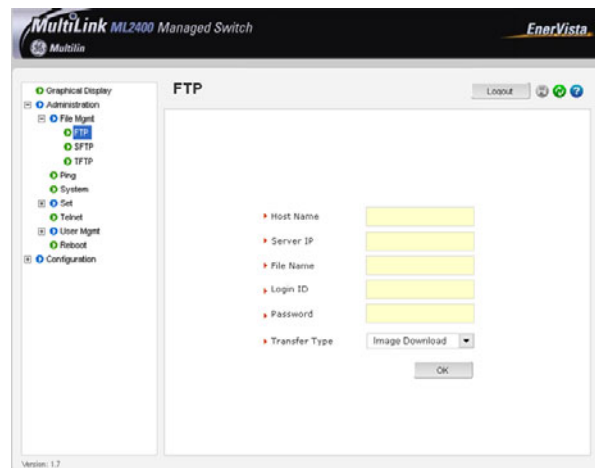 MultiLink ML2400 Managed Switch
EnerVista
Multilin
FTP
Logout
Graphical Display
Administration
File Mgmt
FTP
SFTP
TFTP
Ping
System
Set
Telnet
User Mgmt
Reboot
Configuration
Host Name
Server IP
File Name
Login ID
Password
Transfer Type
Image Download
OK
Version: 1.7